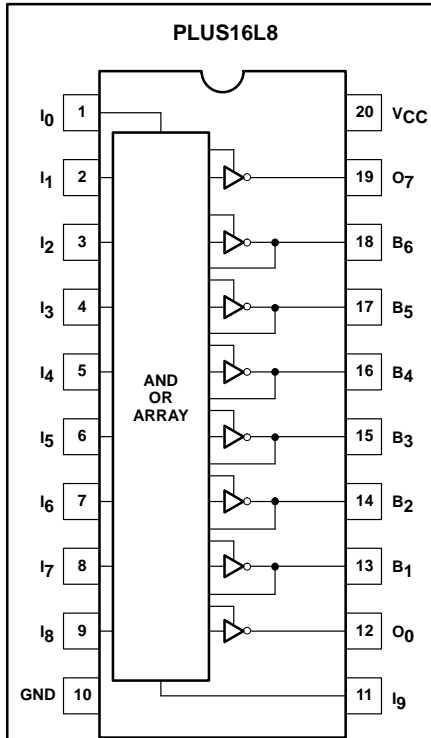 PLUS16L8
I0 1 20 VCC
I1 2 19 O7
I2 3 18 B6
I3 4 17 B5
I4 5 16 B4
AND
OR
ARRAY
I5 6 15 B3
I6 7 14 B2
I7 8 13 B1
I8 9 12 O0
GND 10 11 I9